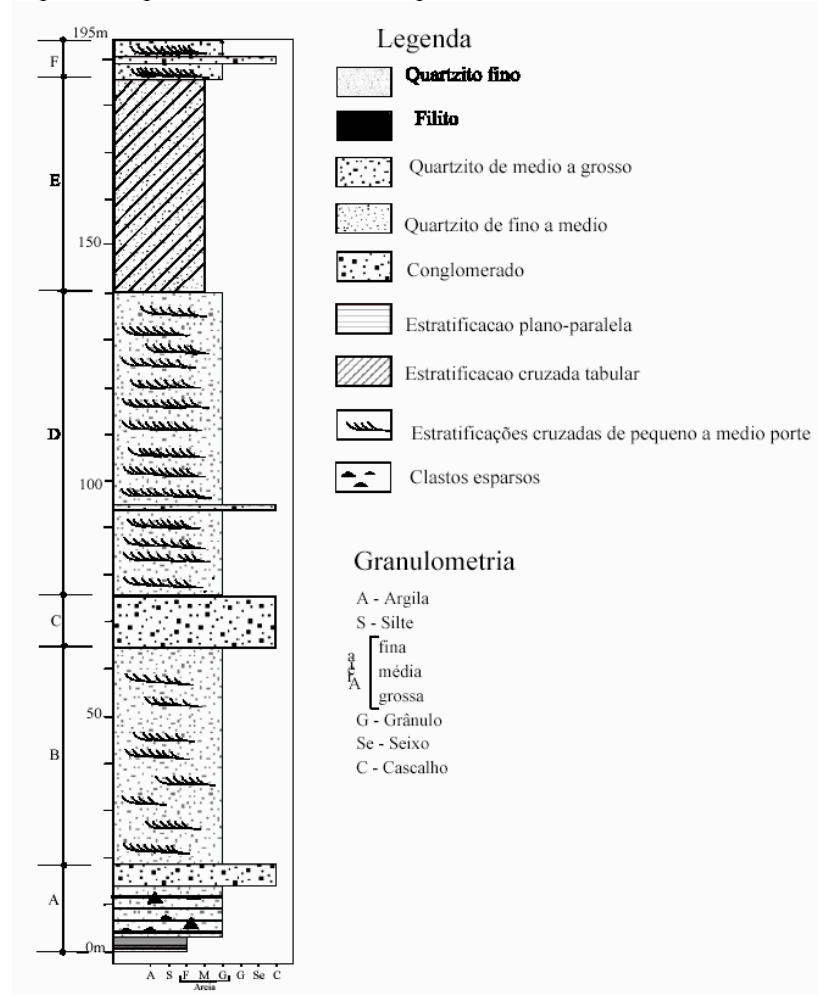 195m
F
E
150
D
100
C
50
B
A
0m
A S F M G G Se C
Areia
Legenda
Quartzito fino
Filito
Quartzito de medio a grosso
Quartzito de fino a medio
Conglomerado
Estratificacao plano-paralela
Estratificacao cruzada tabular
Estratificações cruzadas de pequeno a medio porte
Clastos esparsos
Granulometria
A - Argila
S - Silte
Areia
fina
média
grossa
G - Grânulo
Se - Seixo
C - Cascalho